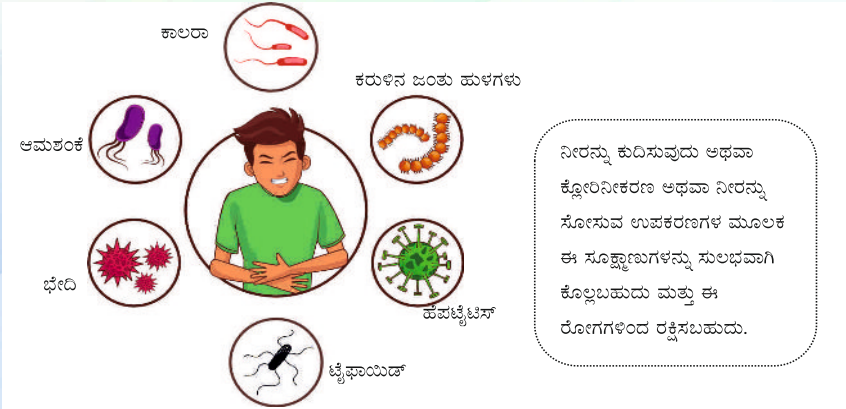 ಕಾಲರಾ
ಕರುಳಿನ ಜಂತು ಹುಳಗಳು
ಆಮಶಂಕೆ
ಭೇದಿ
ಹೆಪಟೈಟಿಸ್
ಟೈಫಾಯಿಡ್
ನೀರನ್ನು ಕುದಿಸುವುದು ಅಥವಾ
ಕ್ಲೋರಿನೀಕರಣ ಅಥವಾ ನೀರನ್ನು
ಸೋಸುವ ಉಪಕರಣಗಳ ಮೂಲಕ
ಈ ಸೂಕ್ಷ್ಮಾಣುಗಳನ್ನು ಸುಲಭವಾಗಿ
ಕೊಲ್ಲಬಹುದು ಮತ್ತು ಈ
ರೋಗಗಳಿಂದ ರಕ್ಷಿಸಬಹುದು.